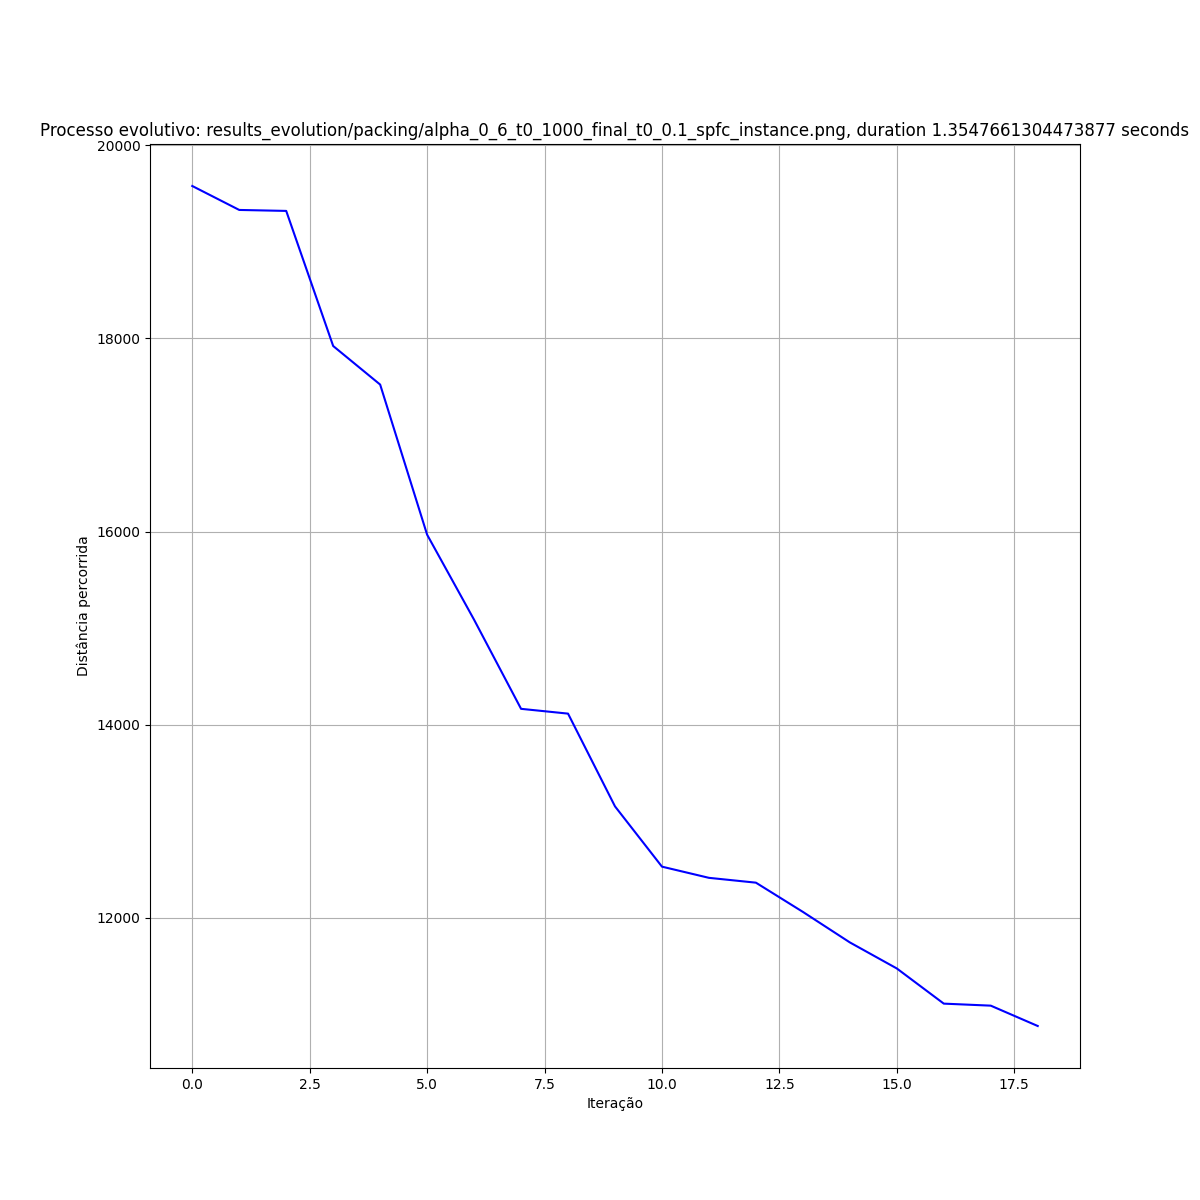 Processo evolutivo: results_evolution/packing/alpha_0_6_t0_1000_final_t0_0.1_spfc_instance.png, duration 1.3547661304473877 seconds
20000
18000
16000
14000
12000
Distância percorrida
0.0 2.5 5.0 7.5 10.0 12.5 15.0 17.5
Iteração